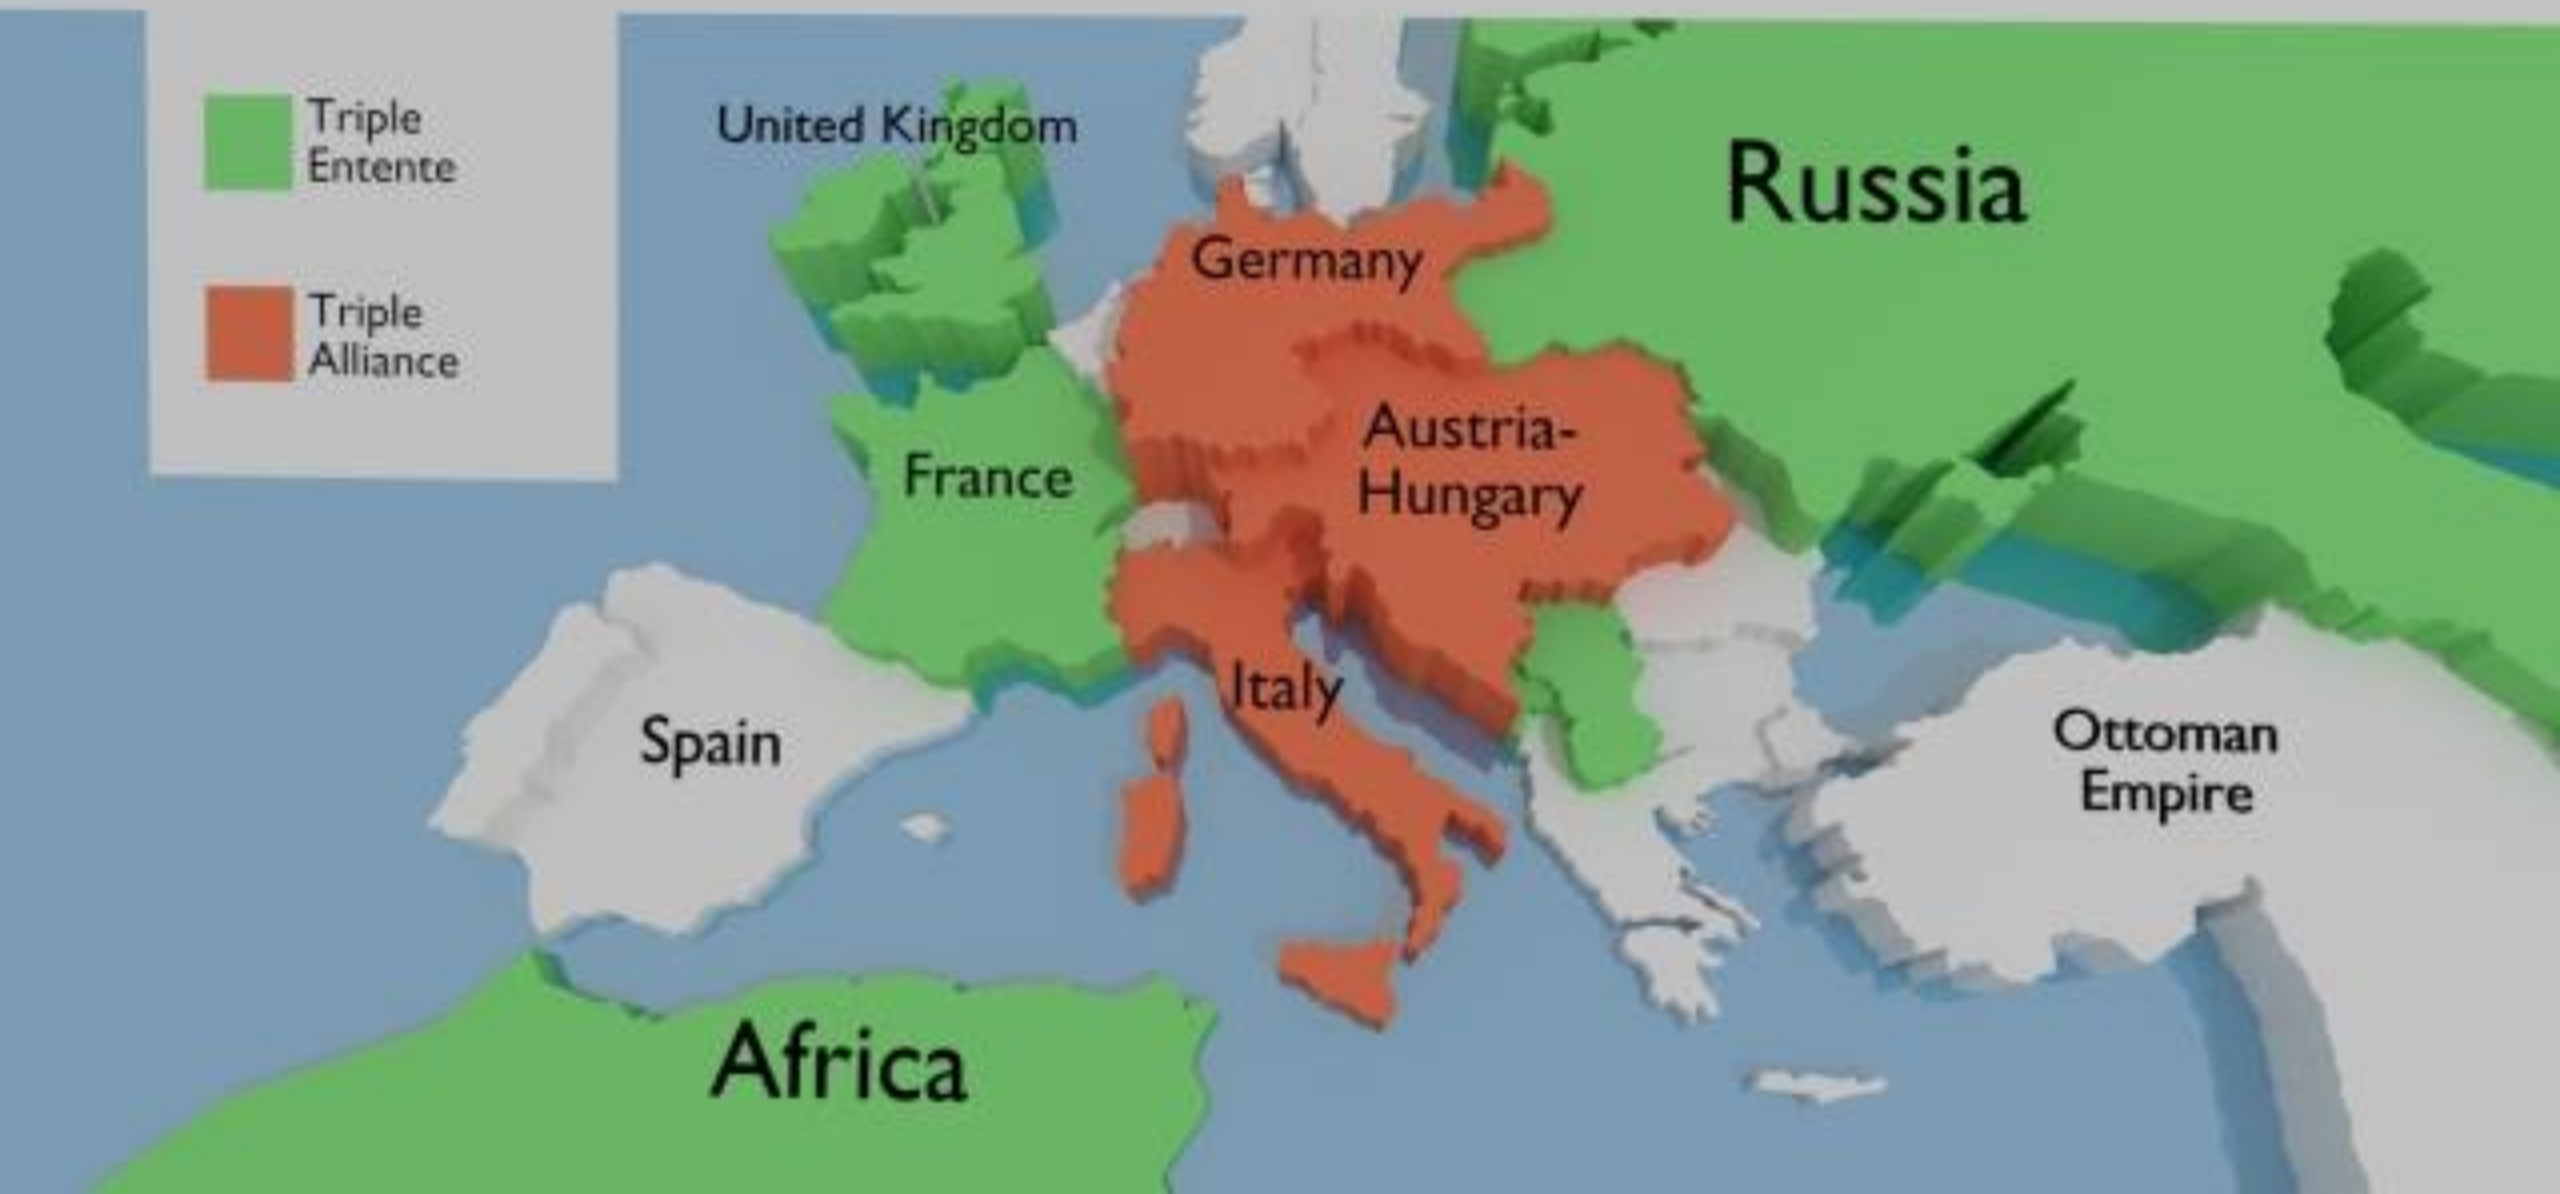 Triple
Entente
Triple
Alliance
United Kingdom
Russia
Germany
Austria-
Hungary
France
Italy
Spain
Ottoman
Empire
Africa